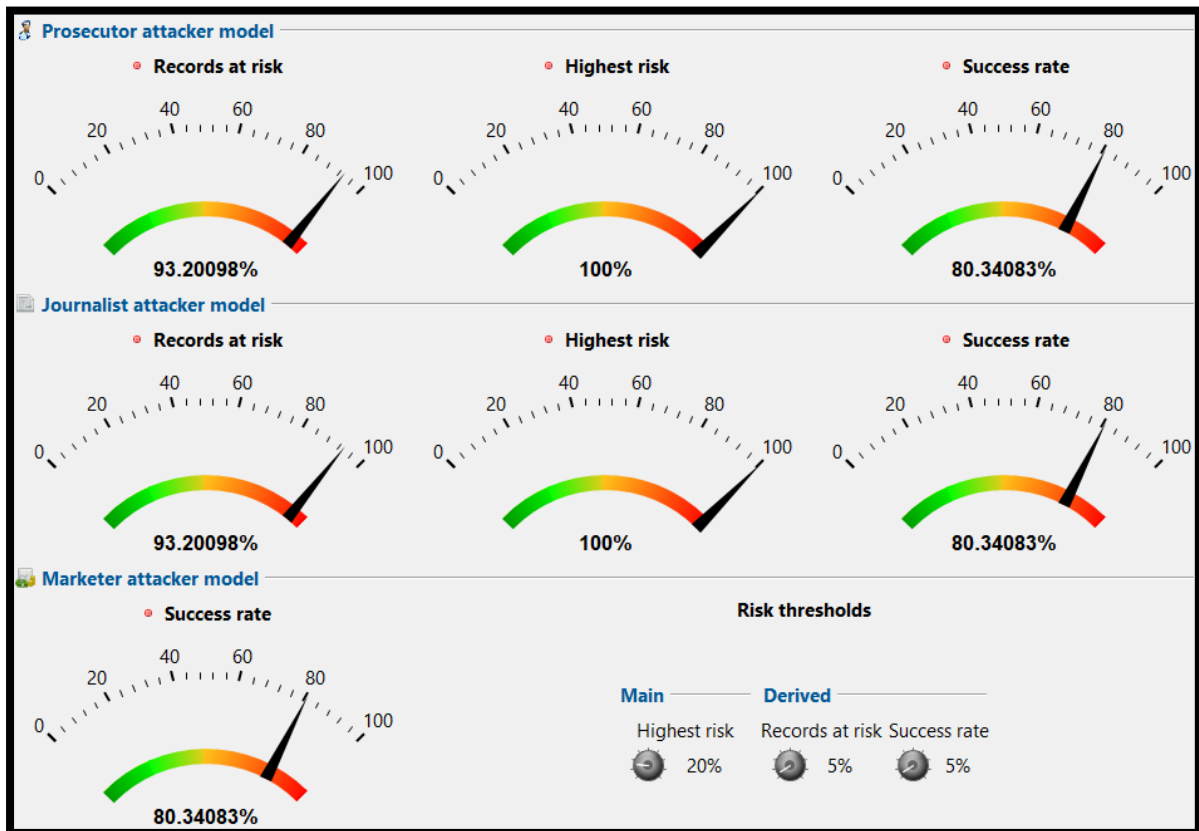 Prosecutor attacker model
Records at risk Highest risk Success rate
0 20 40 60 80 100 0 20 40 60 80 100 0 20 40 60 80 100
93.20098% 100% 80.34083%
Journalist attacker model
Records at risk Highest risk Success rate
0 20 40 60 80 100 0 20 40 60 80 100 0 20 40 60 80 100
93.20098% 100% 80.34083%
Marketer attacker model
Success rate
0 20 40 60 80 100
80.34083%
Risk thresholds
Main Derived
Highest risk Records at risk Success rate
20% 5% 5%